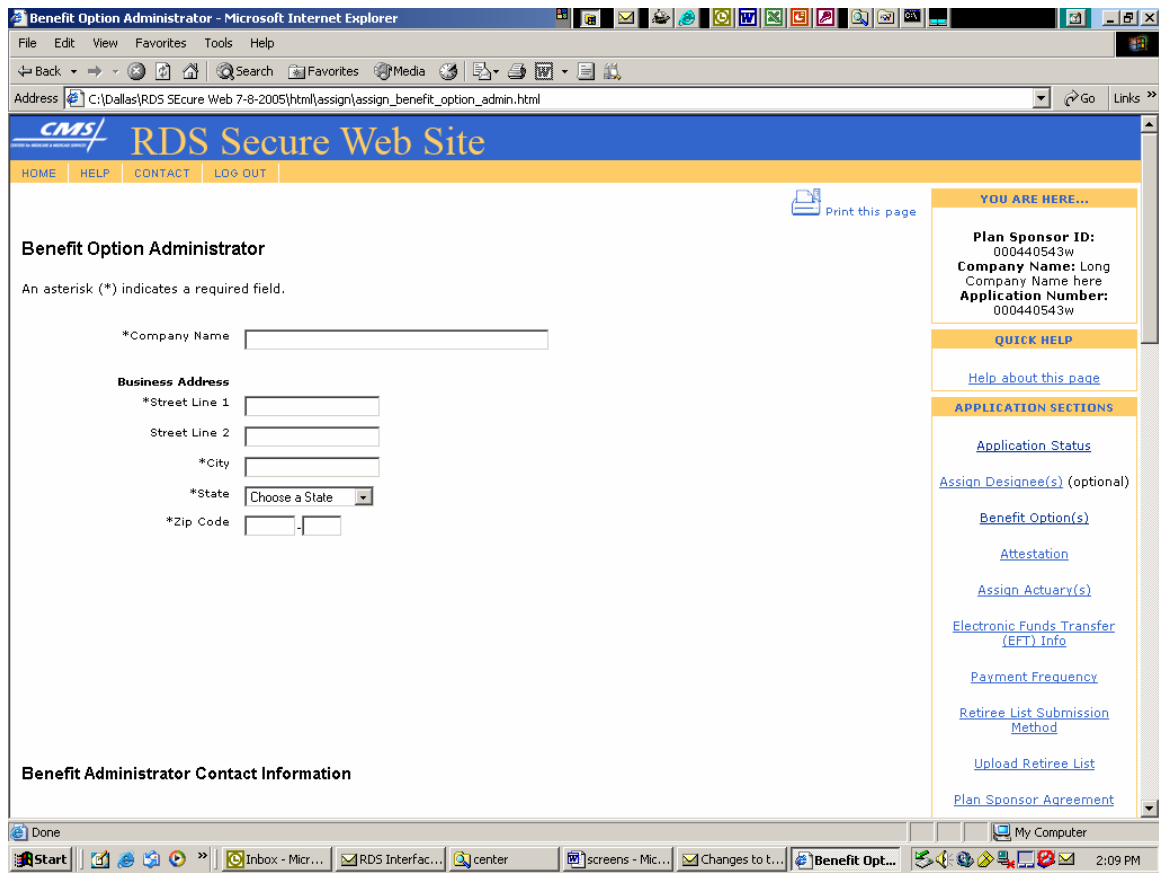 Benefit Option Administrator - Microsoft Internet Explorer
File Edit View Favorites Tools Help
Back Search Favorites Media
Address C:\Dallas\RDS SEcure Web 7-8-2005\html\assign\assign_benefit_option_admin.html Go Links »
CMS/ RDS Secure Web Site
HOME HELP CONTACT LOG OUT
Print this page
Benefit Option Administrator
An asterisk (*) indicates a required field.
*Company Name
Business Address
*Street Line 1
Street Line 2
*City
*State Choose a State
*Zip Code -
Benefit Administrator Contact Information
YOU ARE HERE...
Plan Sponsor ID:
000440543w
Company Name: Long
Company Name here
Application Number:
000440543w
QUICK HELP
Help about this page
APPLICATION SECTIONS
Application Status
Assign Designee(s) (optional)
Benefit Option(s)
Attestation
Assign Actuary(s)
Electronic Funds Transfer
(EFT) Info
Payment Frequency
Retiree List Submission
Method
Upload Retiree List
Plan Sponsor Agreement
Done My Computer
Start » Inbox - Micr... RDS Interfac... center screens - Mic... Changes to t... Benefit Opt... 2:09 PM